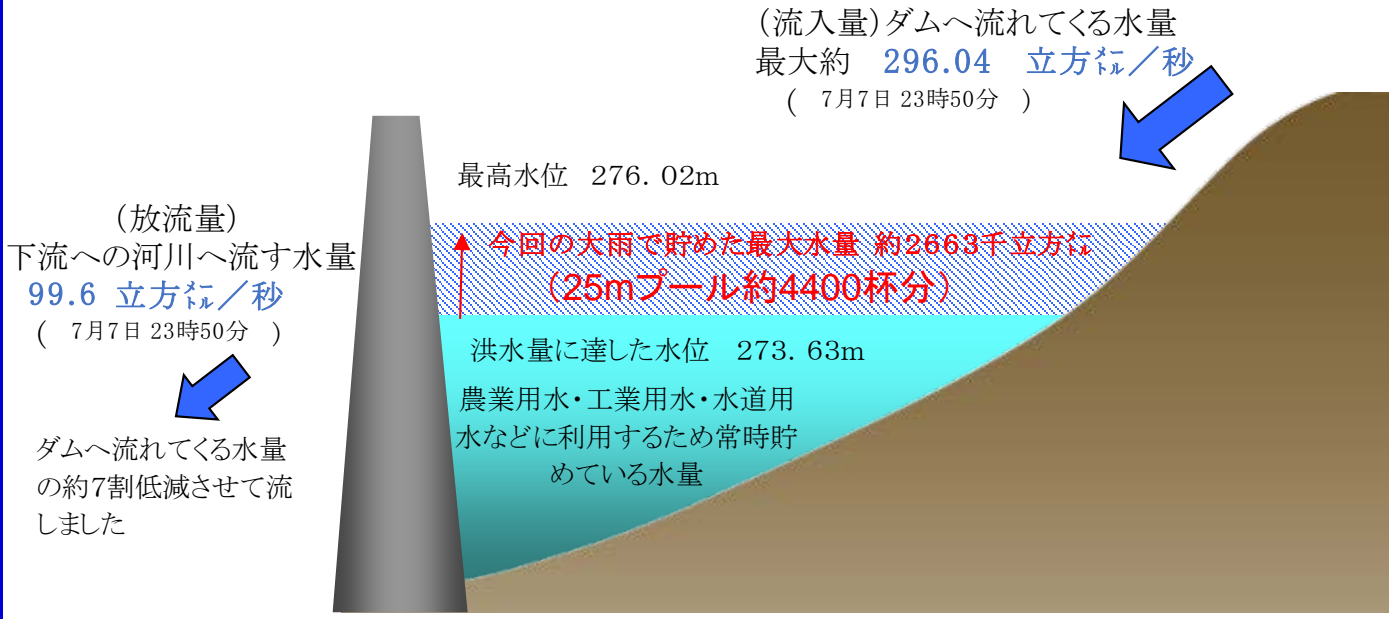 (流入量)ダムへ流れてくる水量
最大約 296.04 立方㍍/秒
( 7月7日 23時50分 )
最高水位 276.02m
(放流量)
下流への河川へ流す水量
99.6 立方㍍/秒
( 7月7日 23時50分 )
今回の大雨で貯めた最大水量 約2663千立方㍍
(25mプール約4400杯分)
洪水量に達した水位 273.63m
農業用水・工業用水・水道用
水などに利用するため常時貯
めている水量
ダムへ流れてくる水量
の約7割低減させて流
しました